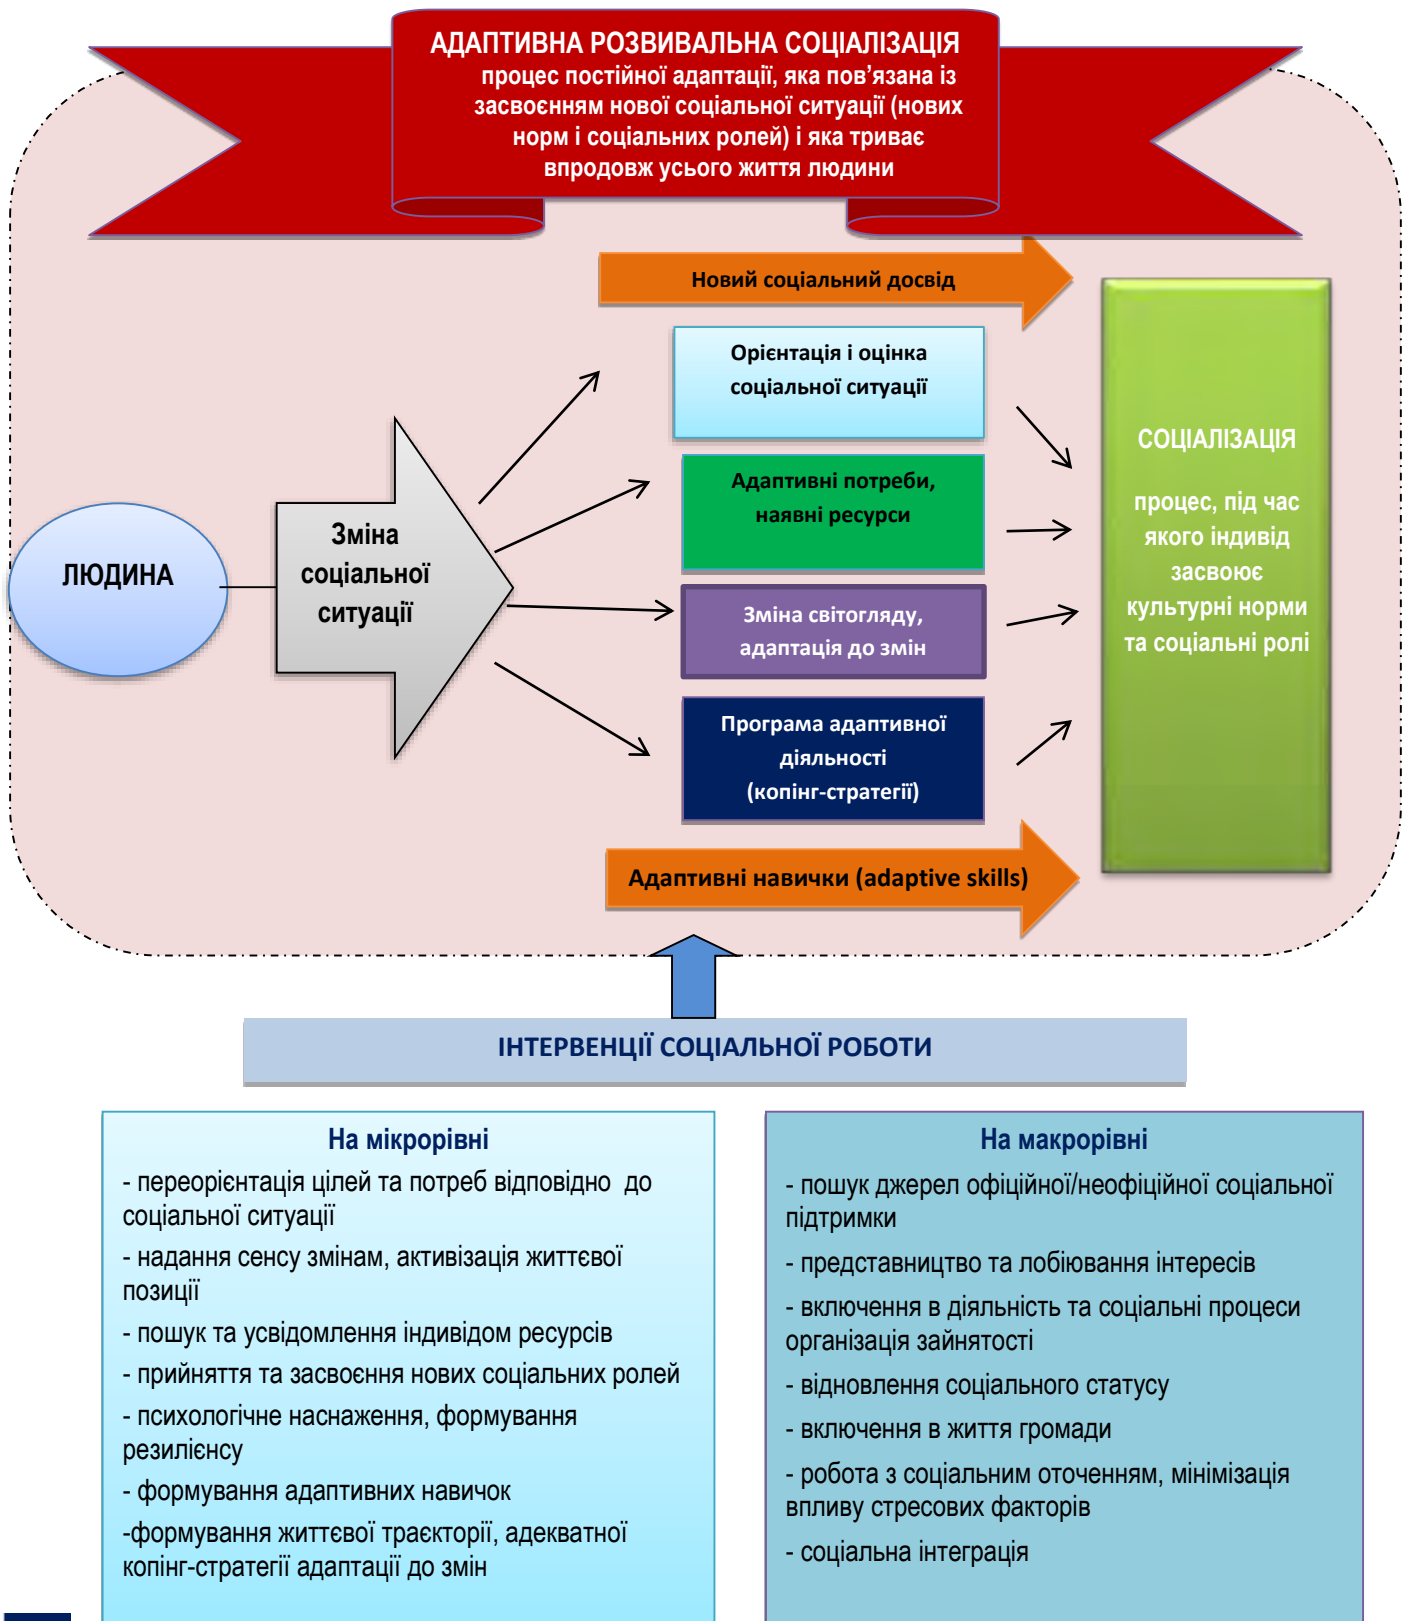 АДАПТИВНА РОЗВИВАЛЬНА СОЦІАЛІЗАЦІЯ
процес постійної адаптації, яка пов’язана із
засвоєнням нової соціальної ситуації (нових
норм і соціальних ролей) і яка триває
впродовж усього життя людини
Новий соціальний досвід
Орієнтація і оцінка
соціальної ситуації
Адаптивні потреби,
наявні ресурси
ЛЮДИНА
Зміна
соціальної
ситуації
Зміна світогляду,
адаптація до змін
Програма адаптивної
діяльності
(копінг-стратегії)
Адаптивні навички (adaptive skills)
СОЦІАЛІЗАЦІЯ
процес, під час
якого індивід
засвоює
культурні норми
та соціальні ролі
ІНТЕРВЕНЦІЇ СОЦІАЛЬНОЇ РОБОТИ
На мікрорівні
- переорієнтація цілей та потреб відповідно до
соціальної ситуації
- надання сенсу змінам, активізація життєвої
позиції
- пошук та усвідомлення індивідом ресурсів
- прийняття та засвоєння нових соціальних ролей
- психологічне наснаження, формування
резилієнсу
- формування адаптивних навичок
-формування життєвої траєкторії, адекватної
копінг-стратегії адаптації до змін
На макрорівні
- пошук джерел офіційної/неофіційної соціальної
підтримки
- представництво та лобіювання інтересів
- включення в діяльність та соціальні процеси
організація зайнятості
- відновлення соціального статусу
- включення в життя громади
- робота з соціальним оточенням, мінімізація
впливу стресових факторів
- соціальна інтеграція